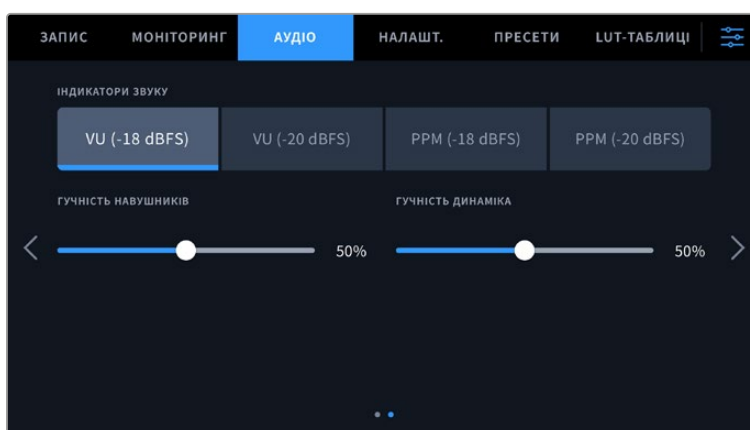 ЗАПИС МОНІТОРИНГ АУДІО НАЛАШТ. ПРЕСЕТИ LUT-ТАБЛИЦІ
ІНДИКАТОРИ ЗВУКУ
VU (-18 dBFS) VU (-20 dBFS) PPM (-18 dBFS) PPM (-20 dBFS)
ГУЧНІСТЬ НАВУШНИКІВ ГУЧНІСТЬ ДИНАМІКА
50% 50%